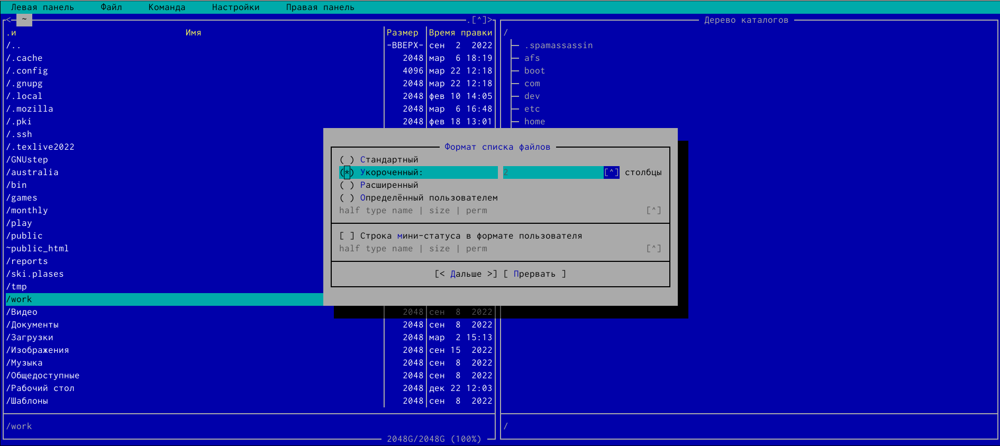 Левая панель Файл Команда Настройки Правая панель
<─ ~ .[^]> Дерево каталогов
.и Имя Размер Время правки /
/.. -ВВЕРХ- сен 2 2022 .spamassassin
/.cache 2048 мар 6 18:19 afs
/.config 4096 мар 22 12:18 boot
/.gnupg 2048 мар 22 12:18 com
/.local 2048 фев 10 14:05 dev
/.mozilla 2048 мар 6 16:48 etc
/.pki 2048 фев 18 13:01 home
/.ssh
/.texlive2022 Формат списка файлов
/GNUstep ( ) Стандартный
/australia (*) Укороченный: 2 [^] столбцы
/bin ( ) Расширенный
/games ( ) Определённый пользователем
/monthly half type name | size | perm [^]
/play
/public [ ] Строка мини-статуса в формате пользователя
~public_html half type name | size | perm [^]
/reports
/ski.plases [< Дальше >] [ Прервать ]
/tmp
/work
/Видео 2048 сен 8 2022
/Документы 2048 сен 8 2022
/Загрузки 2048 мар 2 15:13
/Изображения 2048 сен 15 2022
/Музыка 2048 сен 8 2022
/Общедоступные 2048 сен 8 2022
/Рабочий стол 2048 дек 22 12:03
/Шаблоны 2048 сен 8 2022
/work /
2048G/2048G (100%)